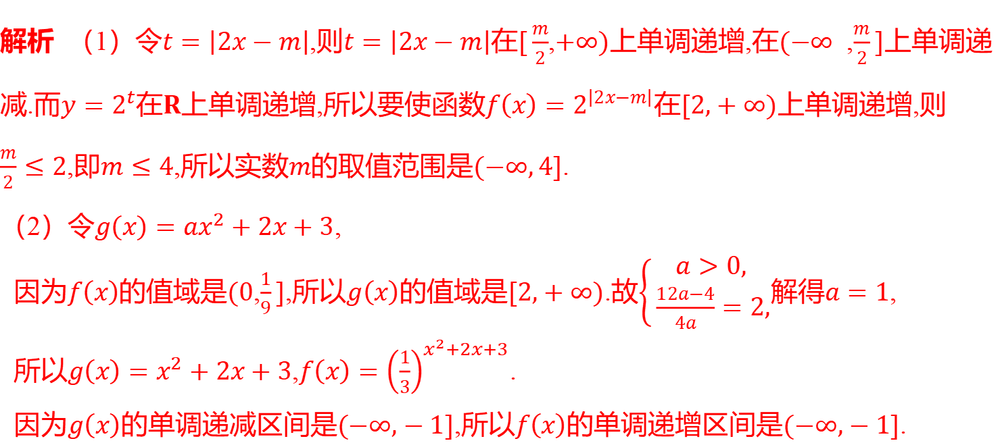 解析 （1）令$t=|2x-m|$,则$t=|2x-m|$在$[\frac{m}{2},+\infty)$上单调递增,在$(-\infty ,\frac{m}{2}]$上单调递
减.而$y=2^{t}$在$\mathbf{R}$上单调递增,所以要使函数$f(x)=2^{|2x-m|}$在$[2,+\infty)$上单调递增,则
$\frac{m}{2}\leq 2$,即$m\leq 4$,所以实数$m$的取值范围是$(-\infty,4]$.
（2）令$g(x)=ax^{2}+2x+3$,
因为$f(x)$的值域是$(0,\frac{1}{9}]$,所以$g(x)$的值域是$[2,+\infty)$.故$\begin{cases}a>0,\\ \frac{12a-4}{4a}=2,\end{cases}$解得$a=1$,
所以$g(x)=x^{2}+2x+3$,$f(x)=\left(\frac{1}{3}\right)^{x^{2}+2x+3}$.
因为$g(x)$的单调递减区间是$(-\infty,-1]$,所以$f(x)$的单调递增区间是$(-\infty,-1]$.